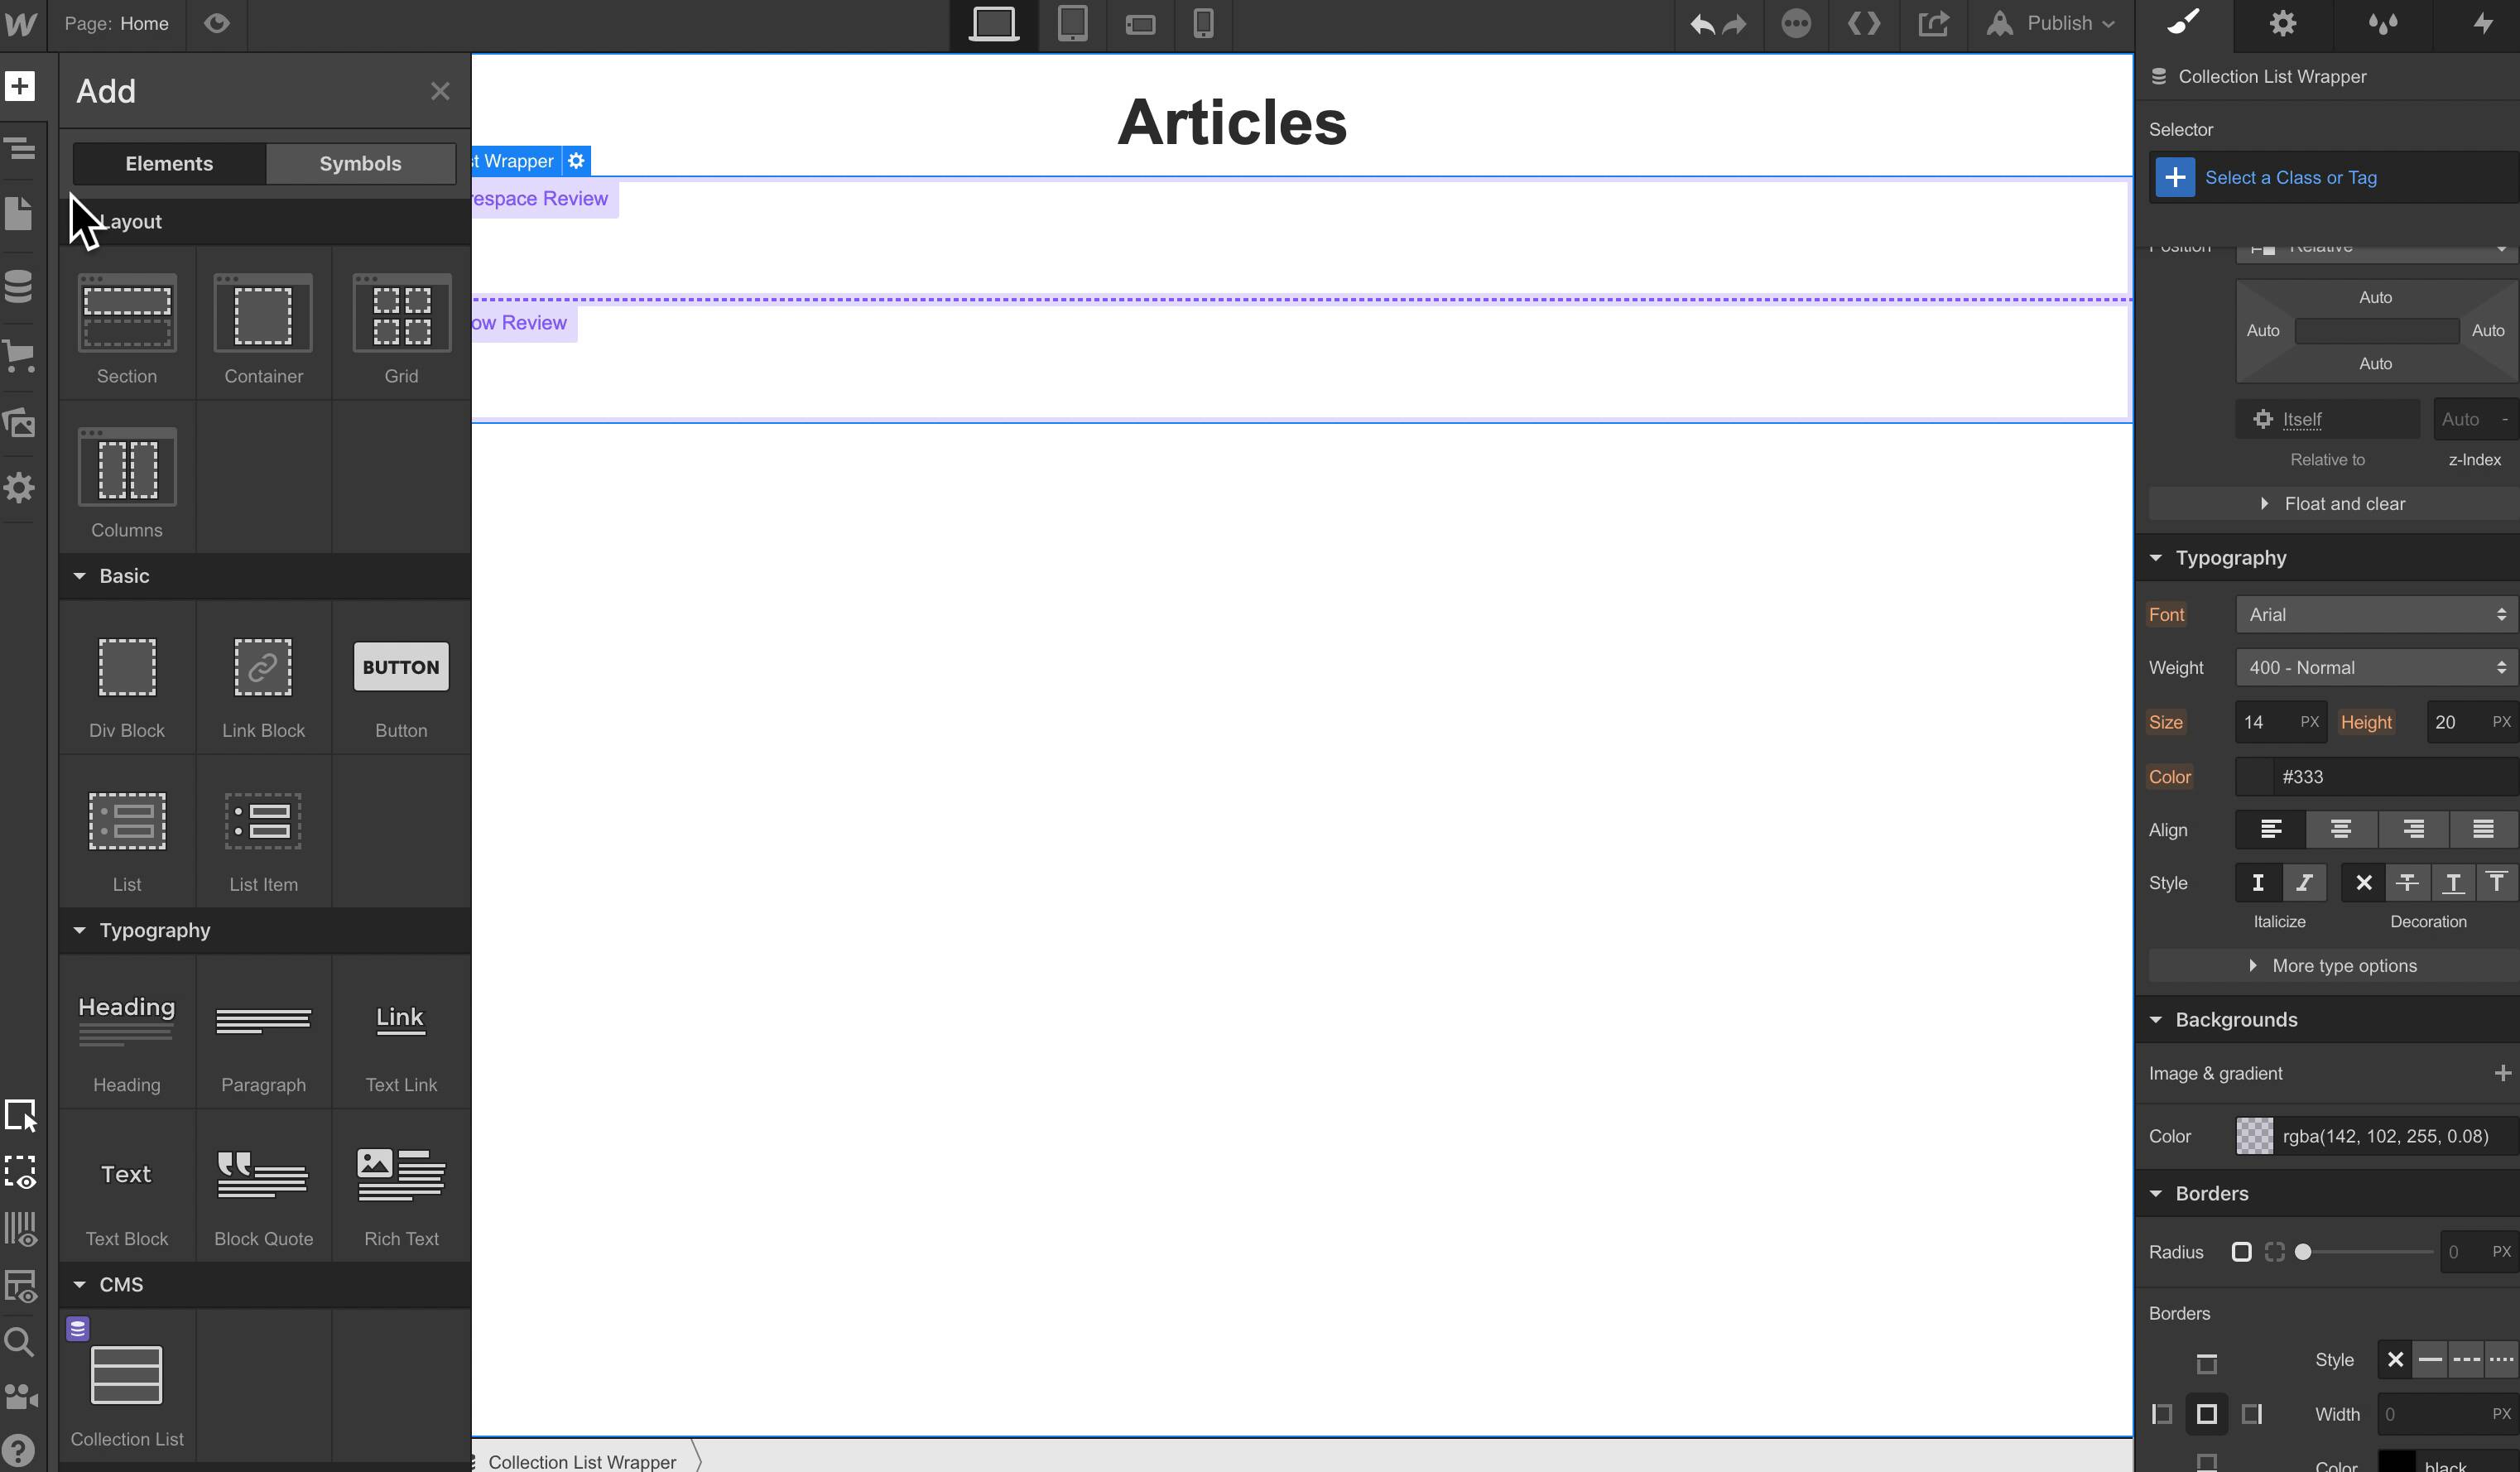 Page: Home
Publish
Add
Elements
Symbols
Layout
Section
Container
Grid
Columns
Basic
BUTTON
Div Block
Link Block
Button
List
List Item
Typography
Heading
Link
Heading
Paragraph
Text Link
Text
Text Block
Block Quote
Rich Text
CMS
Collection List
Articles
st Wrapper
respace Review
ow Review
Collection List Wrapper
Collection List Wrapper
Selector
Select a Class or Tag
Position
Relative
Auto
Auto
Auto
Auto
Itself
Auto -
Relative to
z-Index
Float and clear
Typography
Font
Arial
Weight
400 - Normal
Size
14 PX
Height
20 PX
Color
#333
Align
Style
Italicize
Decoration
More type options
Backgrounds
Image & gradient
Color
rgba(142, 102, 255, 0.08)
Borders
Radius
0 PX
Borders
Style
Width
0 PX
Color
black